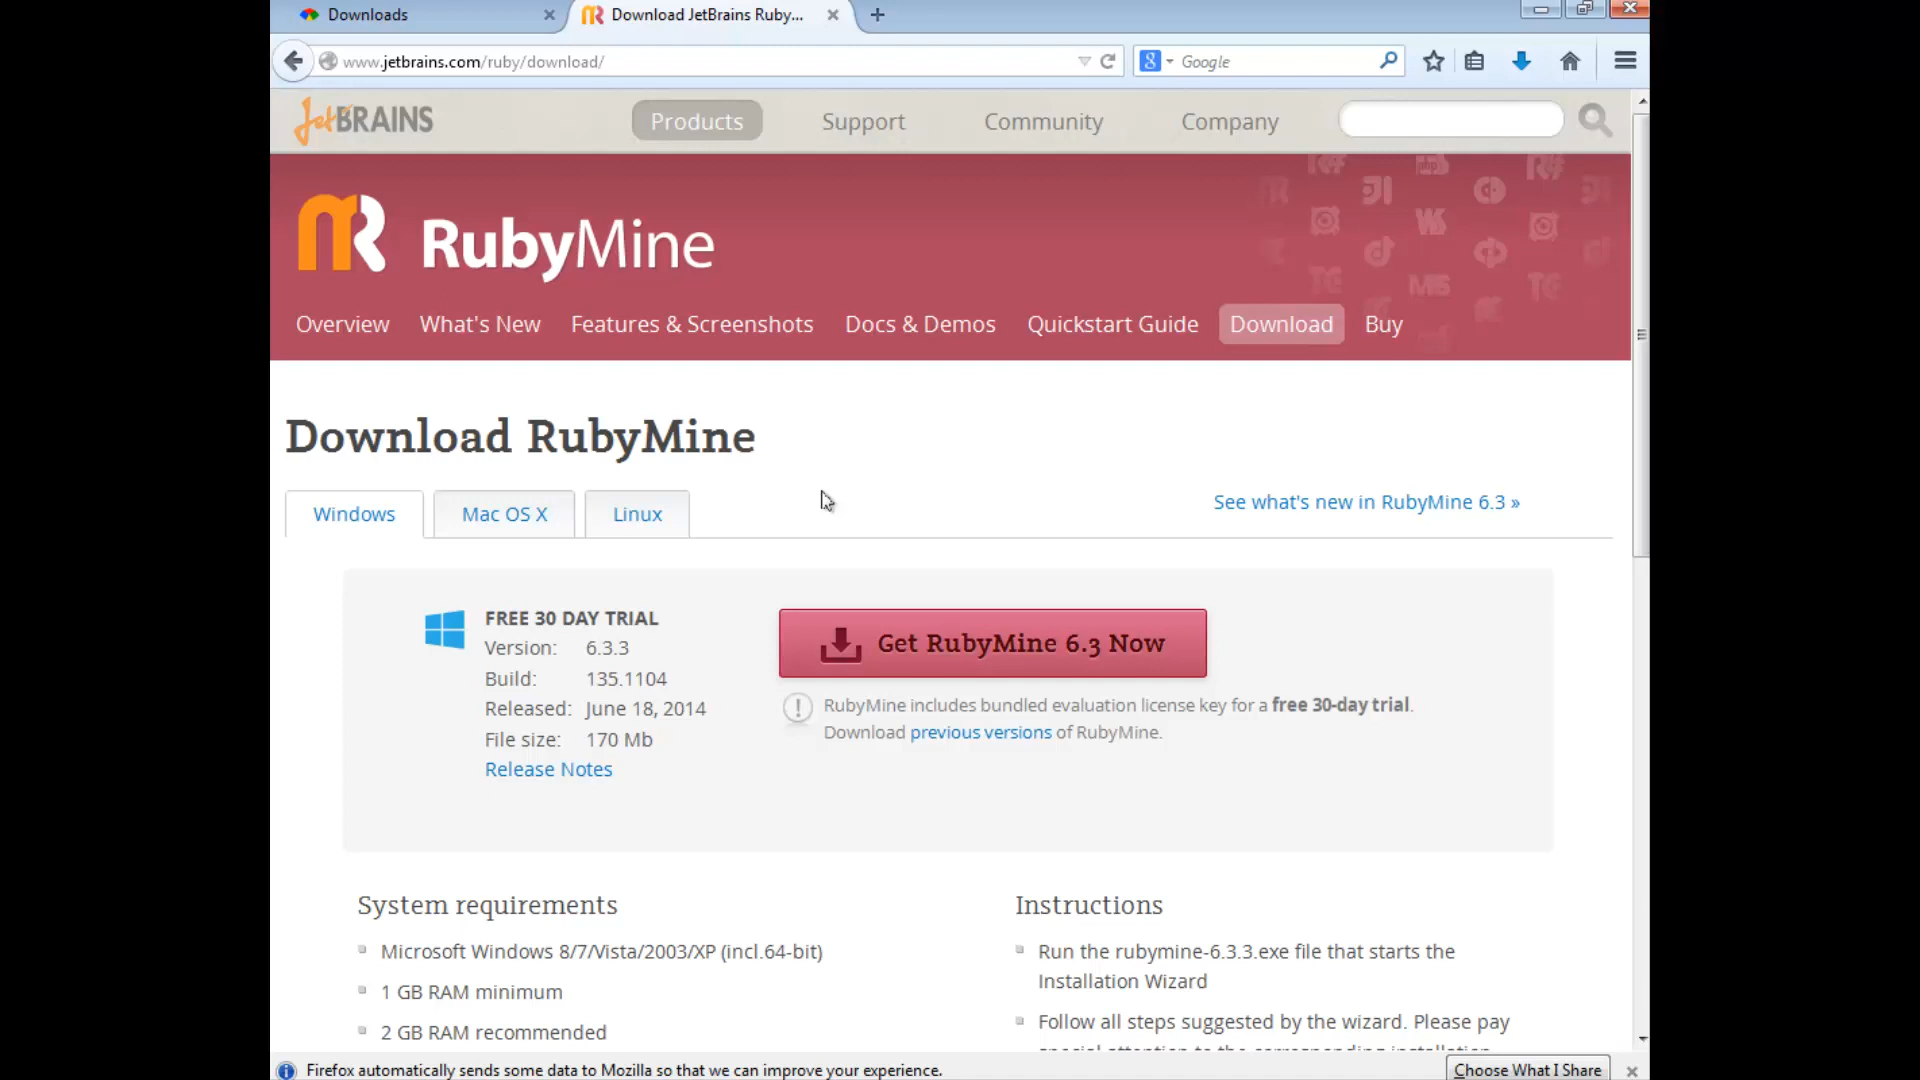 Downloads
Download JetBrains Ruby...
www.jetbrains.com/ruby/download/
Google
JetBRAINS
Products
Support
Community
Company
RubyMine
Overview
What's New
Features & Screenshots
Docs & Demos
Quickstart Guide
Download
Buy
Download RubyMine
Windows
Mac OS X
Linux
See what's new in RubyMine 6.3 »
FREE 30 DAY TRIAL
Version: 6.3.3
Build: 135.1104
Released: June 18, 2014
File size: 170 Mb
Release Notes
Get RubyMine 6.3 Now
RubyMine includes bundled evaluation license key for a free 30-day trial.
Download previous versions of RubyMine.
System requirements
Microsoft Windows 8/7/Vista/2003/XP (incl.64-bit)
1 GB RAM minimum
2 GB RAM recommended
Instructions
Run the rubymine-6.3.3.exe file that starts the
Installation Wizard
Follow all steps suggested by the wizard. Please pay
Firefox automatically sends some data to Mozilla so that we can improve your experience.
Choose What I Share